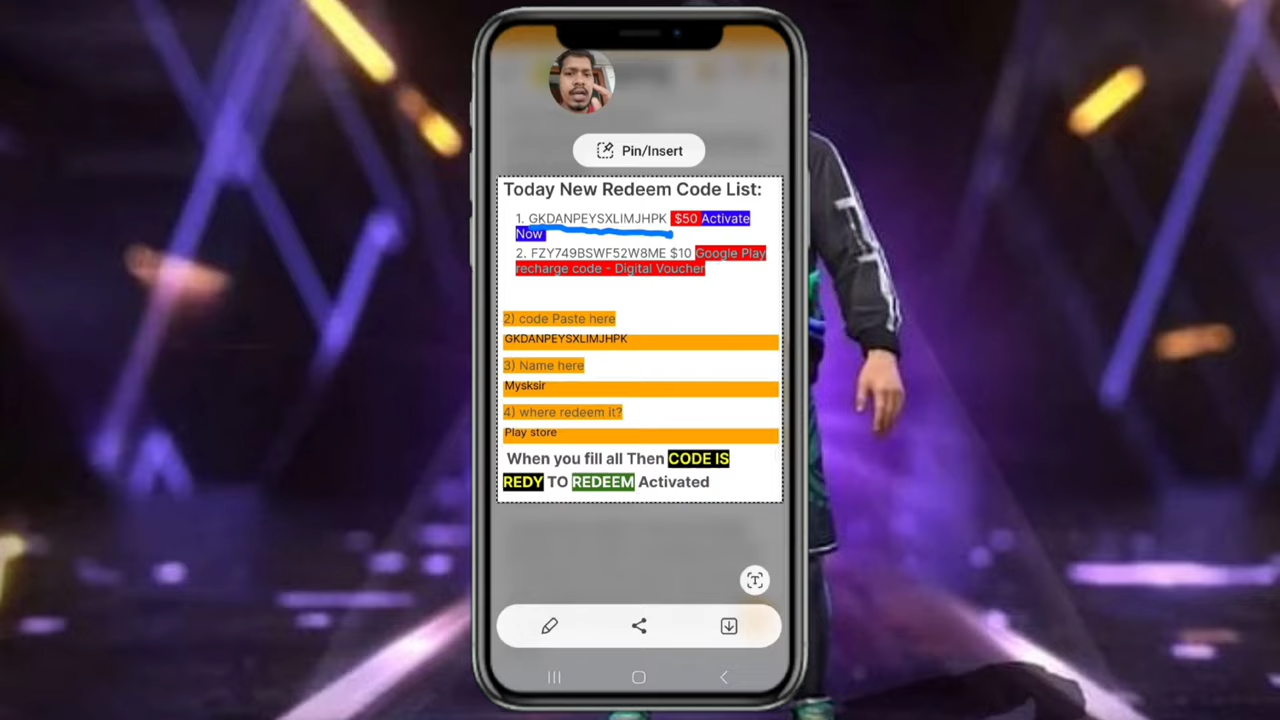 Pin/Insert
Today New Redeem Code List:
1. GKDANPEYSXLIMJHPK $50 Activate
Now
2. FZY749BSWF52W8ME $10 Google Play
recharge code - Digital Voucher
2) code Paste here
GKDANPEYSXLIMJHPK
3) Name here
Mysksir
4) where redeem it?
Play store
When you fill all Then CODE IS
REDY TO REDEEM Activated
T